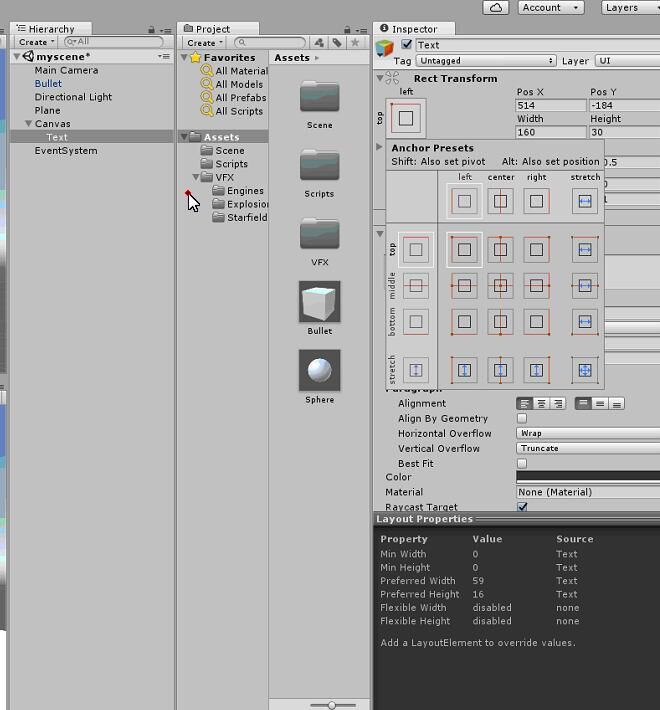 Account
Layers
Hierarchy
Create
All
myscene*
Main Camera
Bullet
Directional Light
Plane
Canvas
Text
EventSystem
Project
Create
Favorites
All Material
All Models
All Prefabs
All Scripts
Assets
Scene
Scripts
VFX
Engines
Explosion
Starfield
Assets
Scene
Scripts
VFX
Bullet
Sphere
Inspector
Text
Tag Untagged Layer UI
Rect Transform
left
top
Pos X Pos Y
514 -184
Width Height
160 30
Anchor Presets
Shift: Also set pivot Alt: Also set position
0.5
left center right stretch
top
middle
bottom
stretch
Paragraph
Alignment
Align By Geometry
Horizontal Overflow Wrap
Vertical Overflow Truncate
Best Fit
Color
Material None (Material)
Raycast Target
Layout Properties
Property Value Source
Min Width 0 Text
Min Height 0 Text
Preferred Width 59 Text
Preferred Height 16 Text
Flexible Width disabled none
Flexible Height disabled none
Add a LayoutElement to override values.